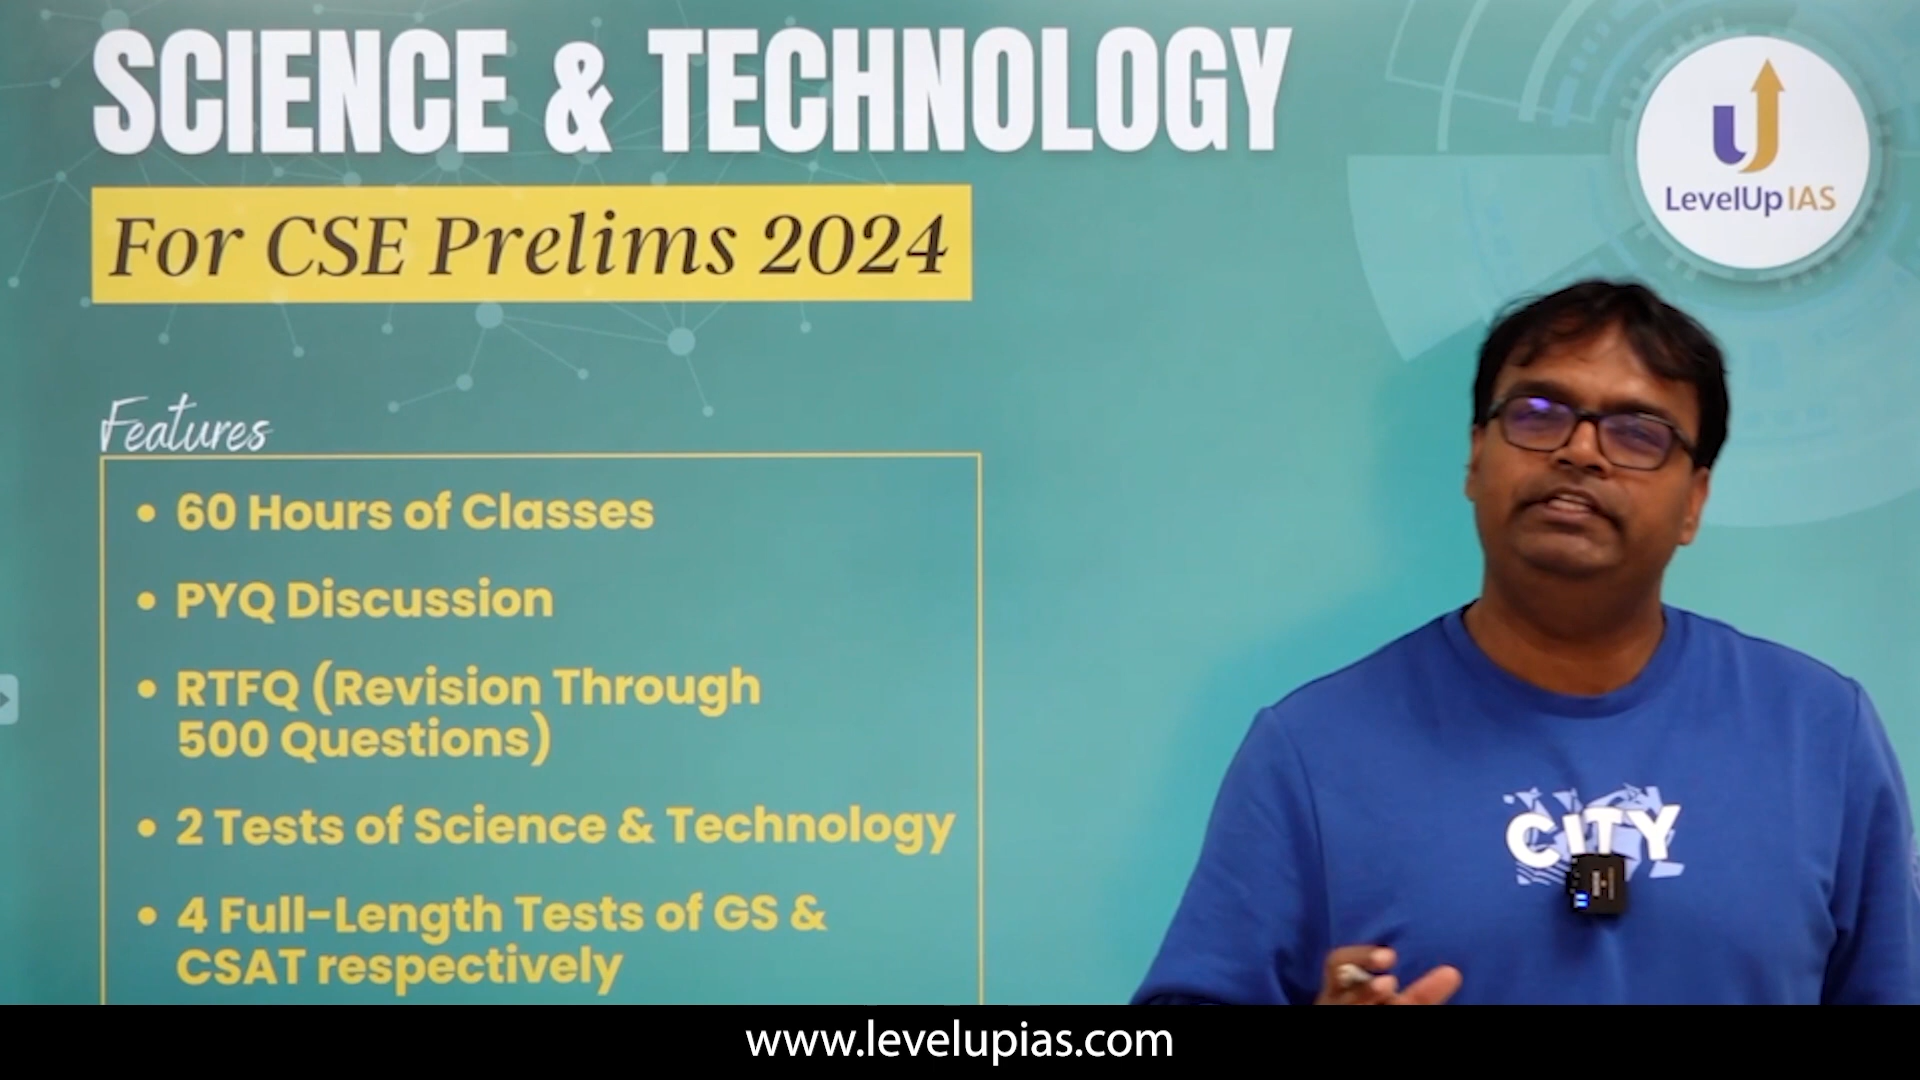 SCIENCE & TECHNOLOGY
For CSE Prelims 2024
LevelUp IAS
Features
• 60 Hours of Classes
• PYQ Discussion
• RTFQ (Revision Through
500 Questions)
• 2 Tests of Science & Technology
• 4 Full-Length Tests of GS &
CSAT respectively
CITY
www.levelupias.com